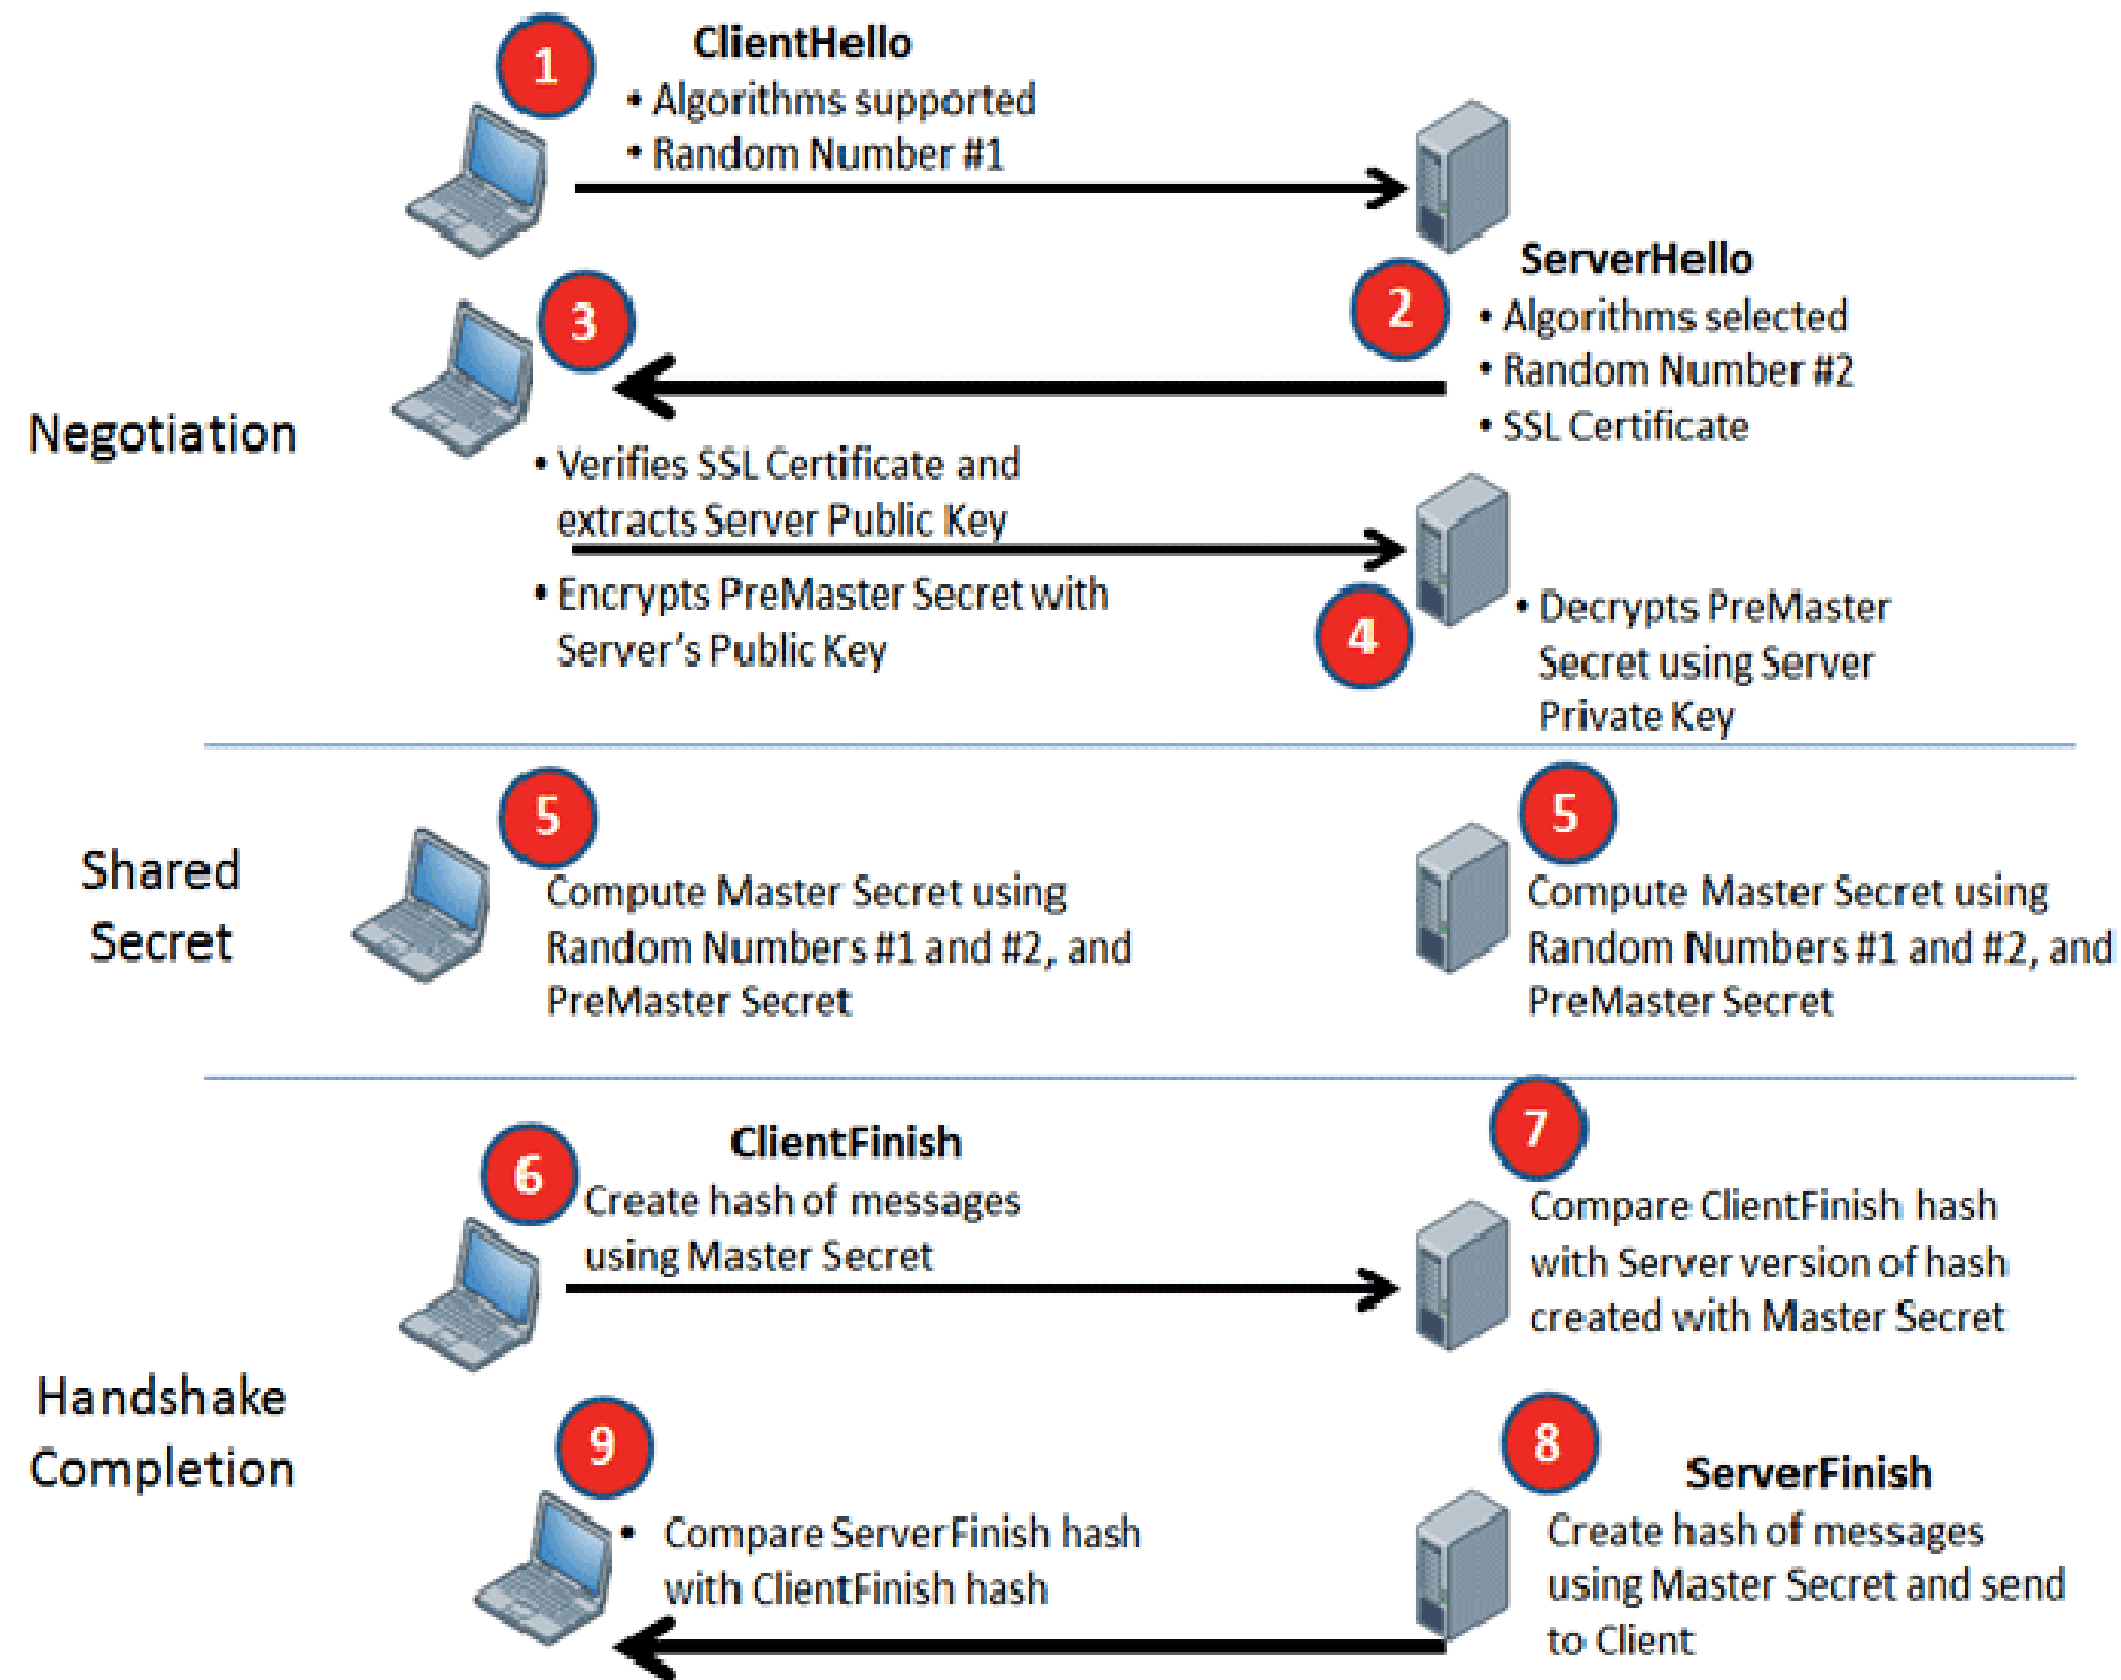 1
ClientHello
• Algorithms supported
• Random Number #1
ServerHello
2
• Algorithms selected
• Random Number #2
• SSL Certificate
3
Negotiation
• Verifies SSL Certificate and
extracts Server Public Key
• Encrypts PreMaster Secret with
Server's Public Key
4
• Decrypts PreMaster
Secret using Server
Private Key
Shared
Secret
5
Compute Master Secret using
Random Numbers #1 and #2, and
PreMaster Secret
5
Compute Master Secret using
Random Numbers #1 and #2, and
PreMaster Secret
Handshake
Completion
6
ClientFinish
Create hash of messages
using Master Secret
7
Compare ClientFinish hash
with Server version of hash
created with Master Secret
8
ServerFinish
Create hash of messages
using Master Secret and send
to Client
9
• Compare ServerFinish hash
with ClientFinish hash